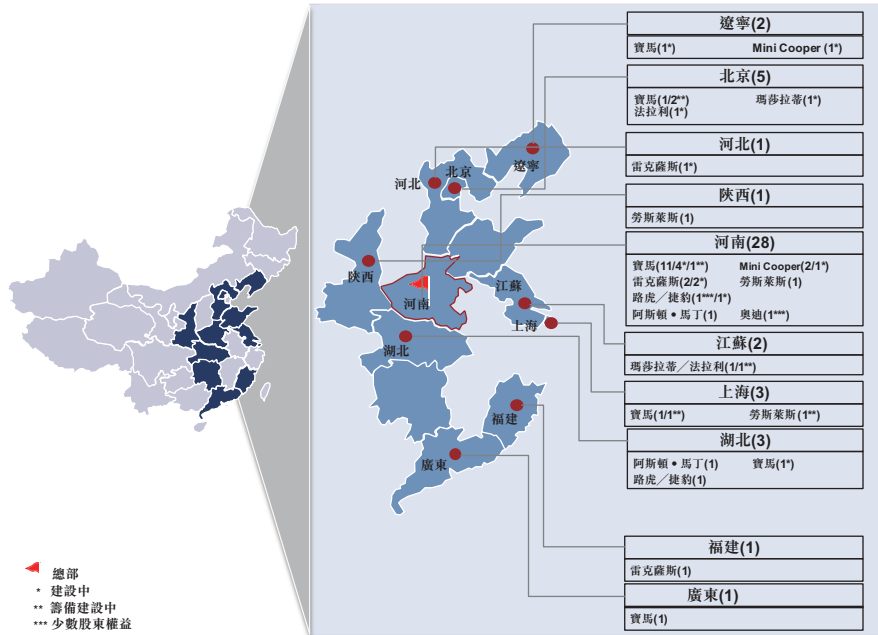 遼寧(2)
寶馬(1*) Mini Cooper (1*)
北京(5)
寶馬(1/2**) 瑪莎拉蒂(1*)
法拉利(1*)
河北(1)
雷克薩斯(1*)
陝西(1)
勞斯萊斯(1)
河南(28)
寶馬(11/4*/1**) Mini Cooper(2/1*)
雷克薩斯(2/2*) 勞斯萊斯(1)
路虎／捷豹(1***/1*)
阿斯頓•馬丁(1) 奧迪(1***)
江蘇(2)
瑪莎拉蒂／法拉利(1/1**)
上海(3)
寶馬(1/1**) 勞斯萊斯(1**)
湖北(3)
阿斯頓•馬丁(1) 寶馬(1*)
路虎／捷豹(1)
福建(1)
雷克薩斯(1)
廣東(1)
寶馬(1)
遼寧
北京
河北
陝西
河南
江蘇
上海
湖北
福建
廣東
總部
* 建設中
** 籌備建設中
*** 少數股東權益